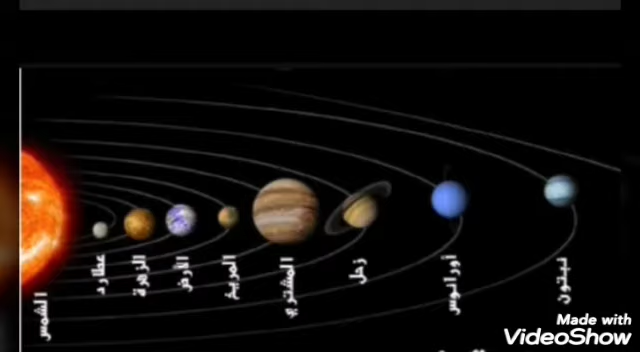 الشمس
عطارد
الزهرة
الأرض
المريخ
المشتري
زحل
أورانوس
نبتون
Made with
VideoShow